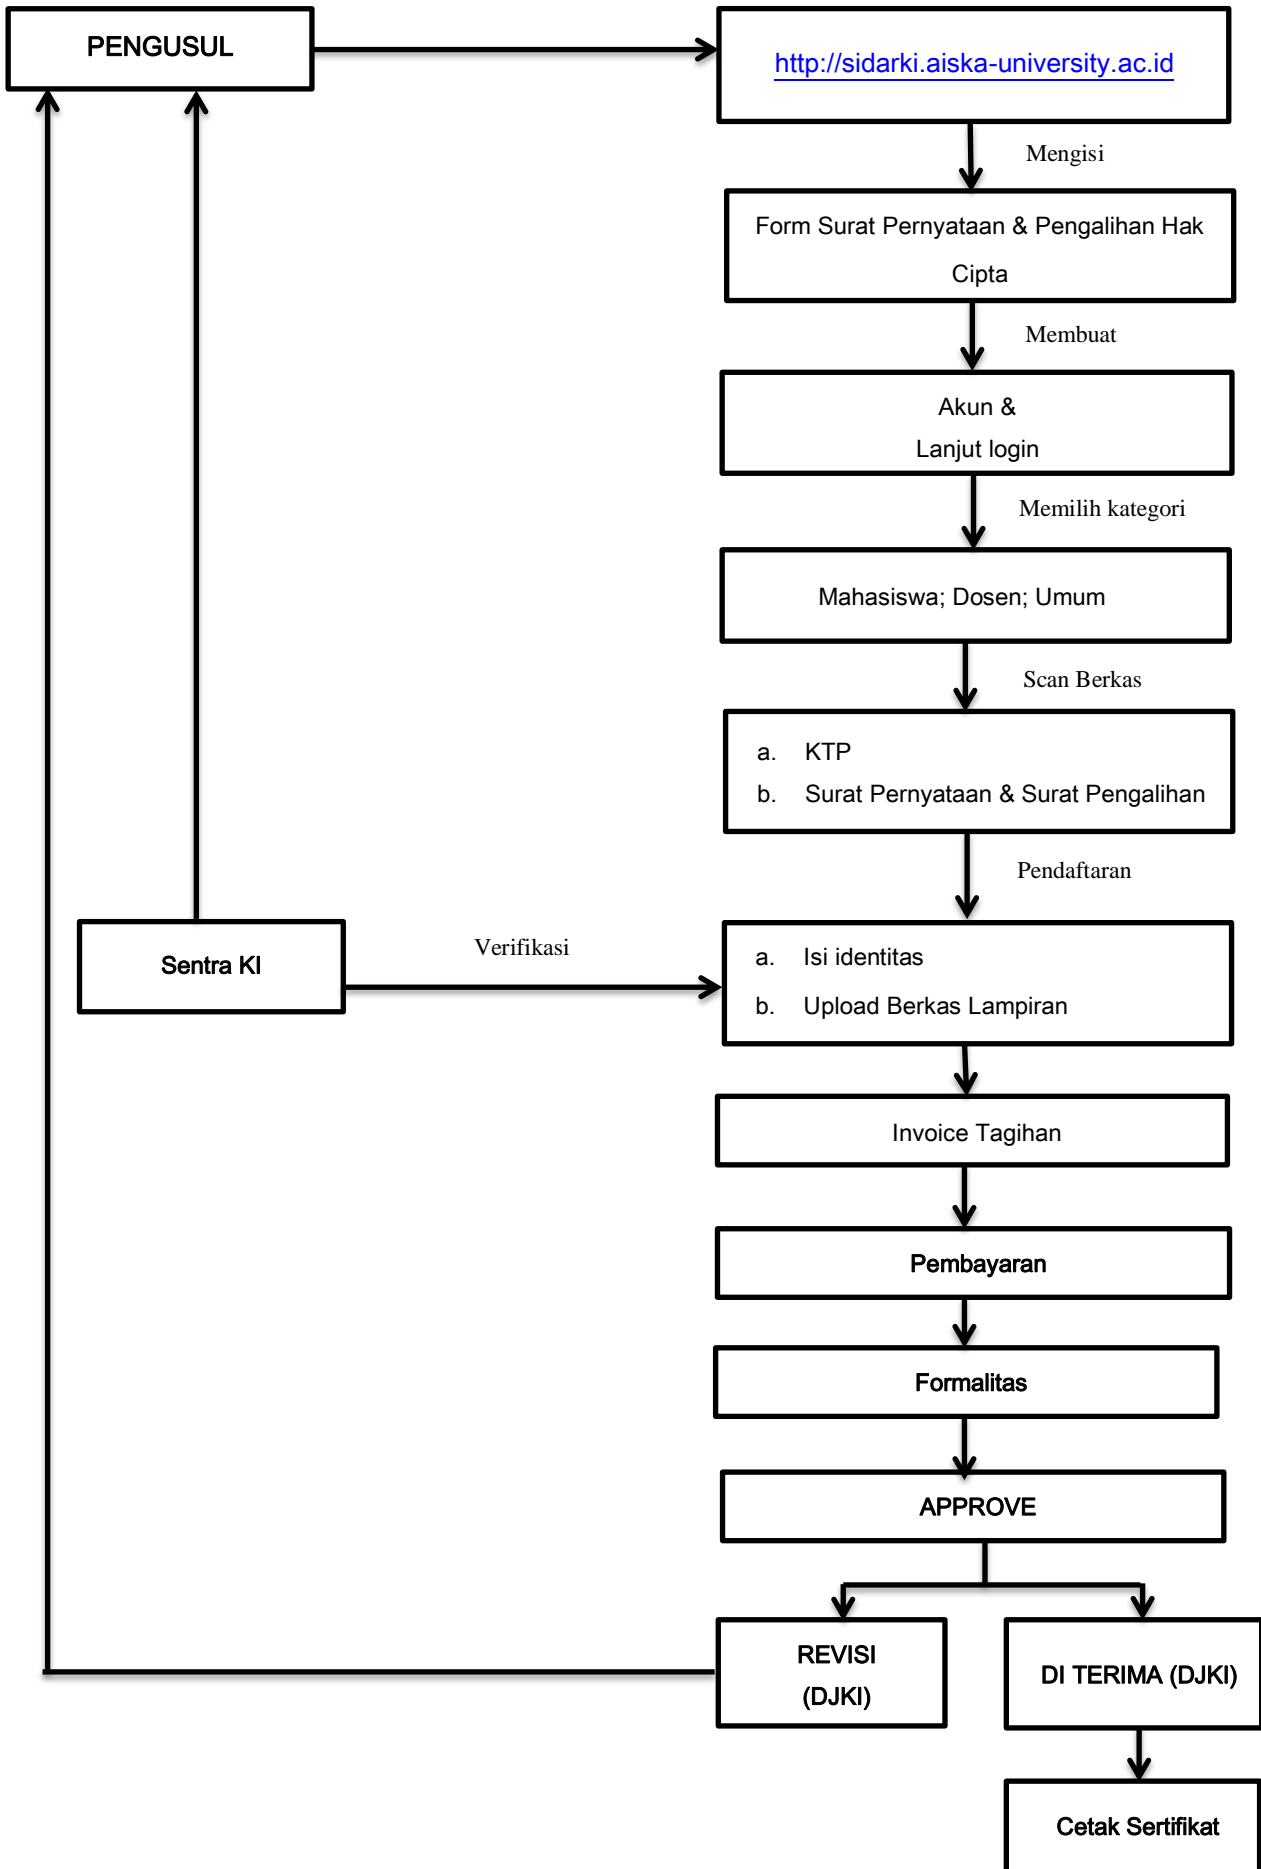 PENGUSUL
http://sidarki.aiska-university.ac.id
Mengisi
Form Surat Pernyataan & Pengalihan Hak
Cipta
Membuat
Akun &
Lanjut login
Memilih kategori
Mahasiswa; Dosen; Umum
Scan Berkas
a. KTP
b. Surat Pernyataan & Surat Pengalihan
Pendaftaran
Sentra KI
Verifikasi
a. Isi identitas
b. Upload Berkas Lampiran
Invoice Tagihan
Pembayaran
Formalitas
APPROVE
REVISI
(DJKI)
DI TERIMA (DJKI)
Cetak Sertifikat